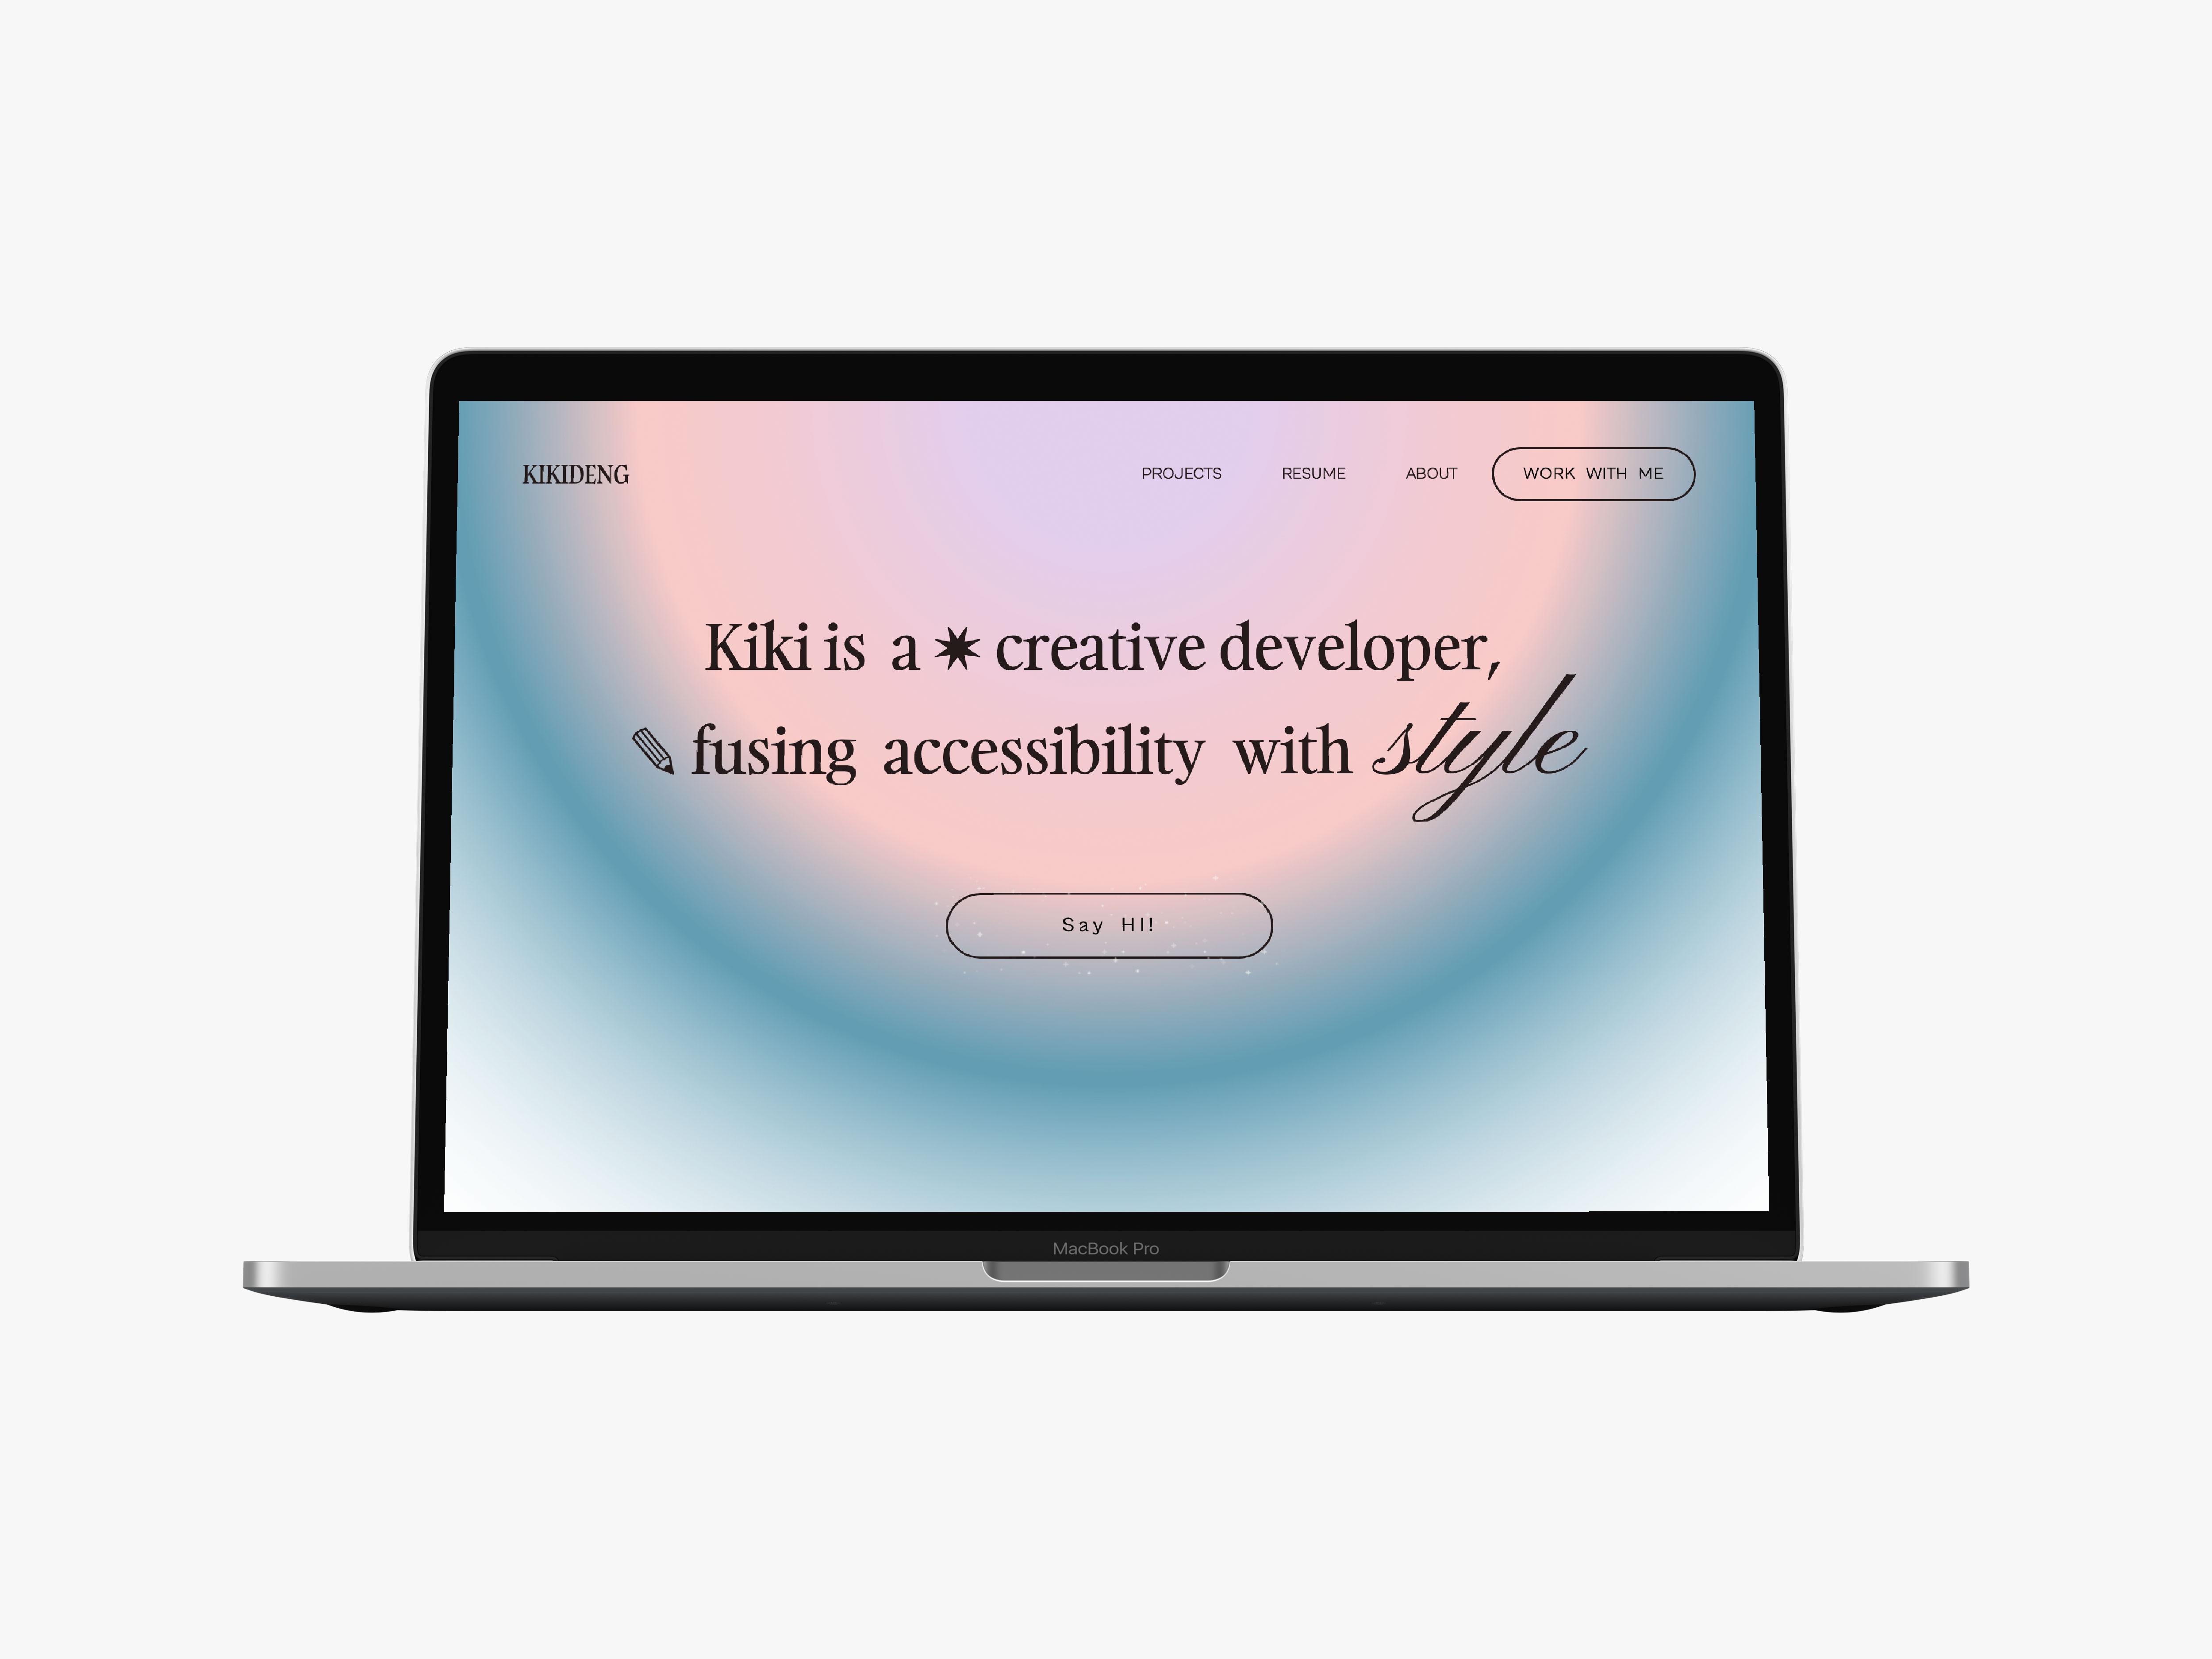 KIKIDENG
PROJECTS RESUME ABOUT WORK WITH ME
Kiki is a ✷ creative developer,
✎ fusing accessibility with style
Say HI!
MacBook Pro